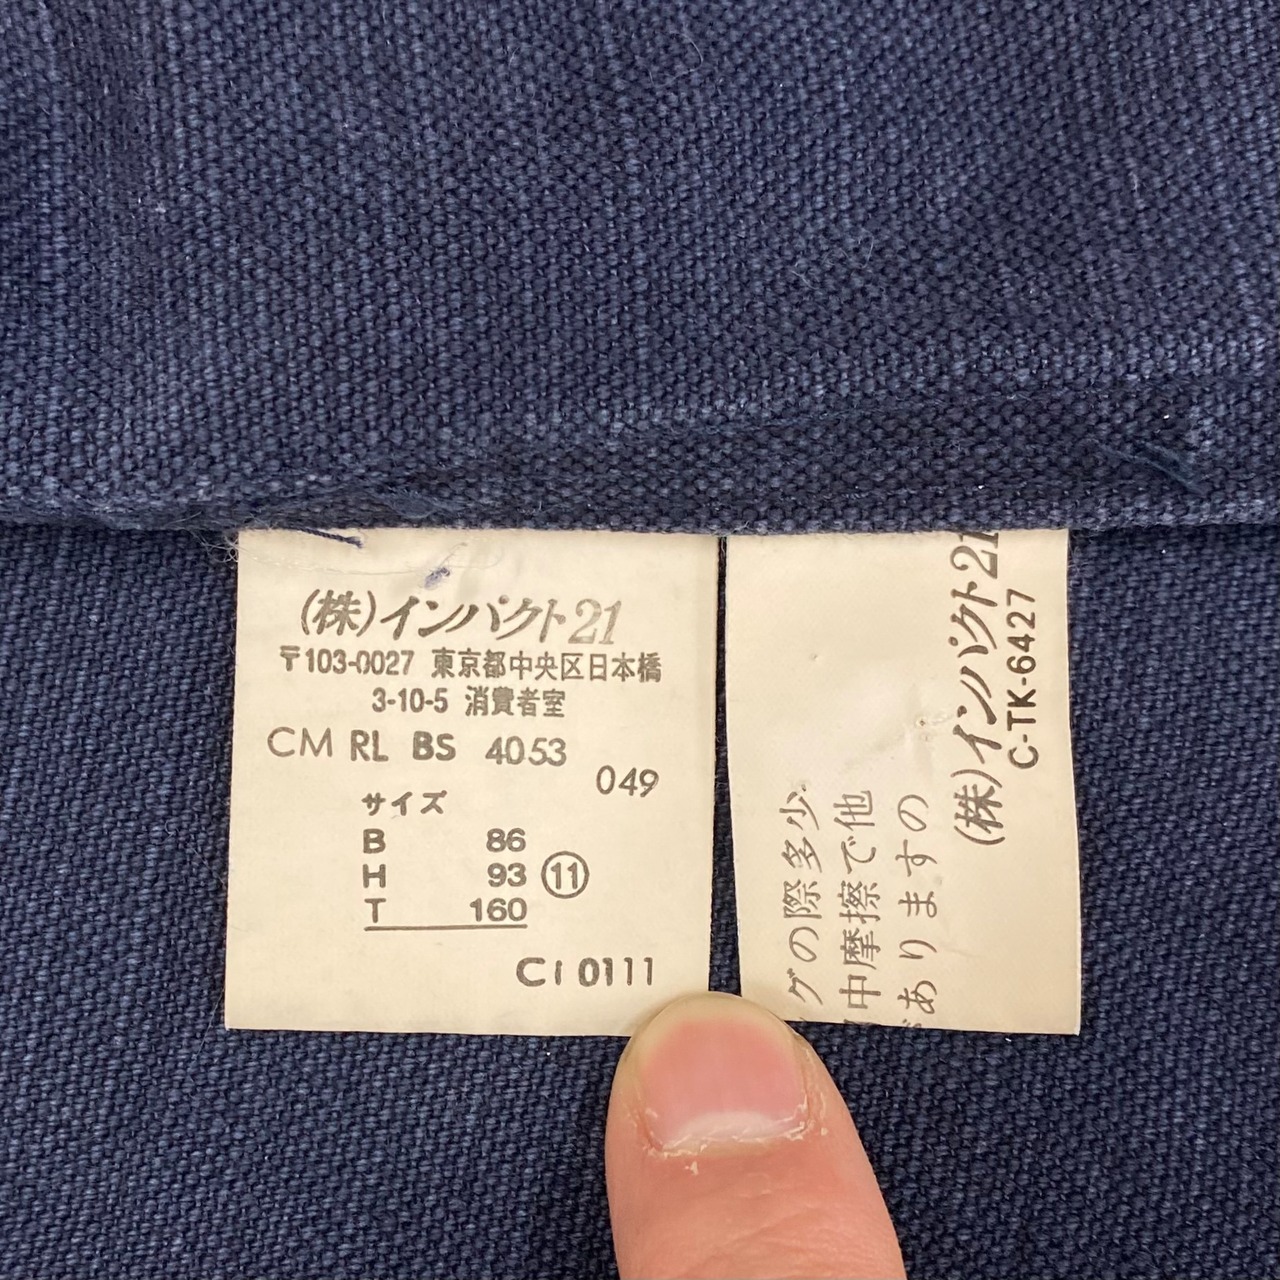 (株)インパクト21
〒103-0027 東京都中央区日本橋
3-10-5 消費者室
CM RL BS 4053
049
サイズ
B 86
H 93 ⑪
T 160
CI 0111
(株)インパクト21
C-TK-6427
グの際多少
中摩擦で他
ありますの